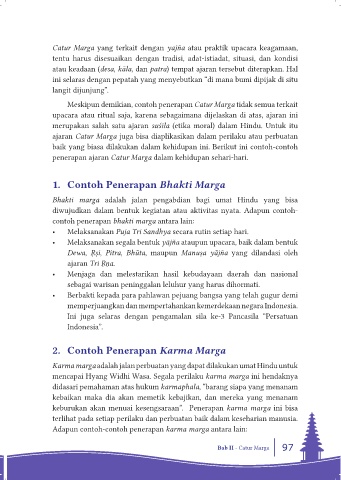 Catur Marga yang terkait dengan yajña atau praktik upacara keagamaan,
tentu harus disesuaikan dengan tradisi, adat-istiadat, situasi, dan kondisi
atau keadaan (desa, kāla, dan patra) tempat ajaran tersebut diterapkan. Hal
ini selaras dengan pepatah yang menyebutkan "di mana bumi dipijak di situ
langit dijunjung".
Meskipun demikian, contoh penerapan Catur Marga tidak semua terkait
upacara atau ritual saja, karena sebagaimana dijelaskan di atas, ajaran ini
merupakan salah satu ajaran susila (etika moral) dalam Hindu. Untuk itu
ajaran Catur Marga juga bisa diaplikasikan dalam perilaku atau perbuatan
baik yang biasa dilakukan dalam kehidupan ini. Berikut ini contoh-contoh
penerapan ajaran Catur Marga dalam kehidupan sehari-hari.
1. Contoh Penerapan Bhakti Marga
Bhakti marga adalah jalan pengabdian bagi umat Hindu yang bisa
diwujudkan dalam bentuk kegiatan atau aktivitas nyata. Adapun contoh-
contoh penerapan bhakti marga antara lain:
• Melaksanakan Puja Tri Sandhya secara rutin setiap hari.
• Melaksanakan segala bentuk yājña ataupun upacara, baik dalam bentuk
Dewa, Ṛṣi, Pitra, Bhūta, maupun Manuṣa yājña yang dilandasi oleh
ajaran Tri Ṛṇa.
• Menjaga dan melestarikan hasil kebudayaan daerah dan nasional
sebagai warisan peninggalan leluhur yang harus dihormati.
• Berbakti kepada para pahlawan pejuang bangsa yang telah gugur demi
memperjuangkan dan mempertahankan kemerdekaan negara Indonesia.
Ini juga selaras dengan pengamalan sila ke-3 Pancasila "Persatuan
Indonesia".
2. Contoh Penerapan Karma Marga
Karma marga adalah jalan perbuatan yang dapat dilakukan umat Hindu untuk
mencapai Hyang Widhi Wasa. Segala perilaku karma marga ini hendaknya
didasari pemahaman atas hukum karmaphala, "barang siapa yang menanam
kebaikan maka dia akan memetik kebajikan, dan mereka yang menanam
keburukan akan menuai kesengsaraan". Penerapan karma marga ini bisa
terlihat pada setiap perilaku dan perbuatan baik dalam keseharian manusia.
Adapun contoh-contoh penerapan karma marga antara lain:
Bab II - Catur Marga 97